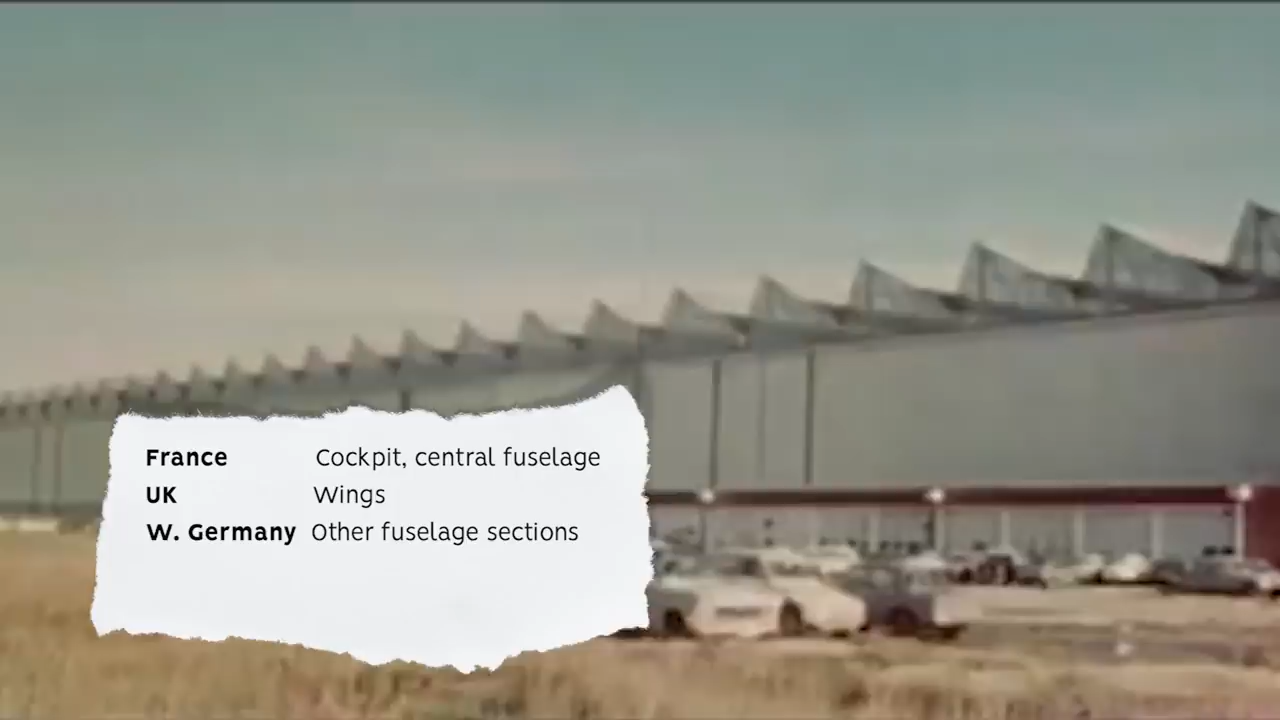 France Cockpit, central fuselage
UK Wings
W. Germany Other fuselage sections